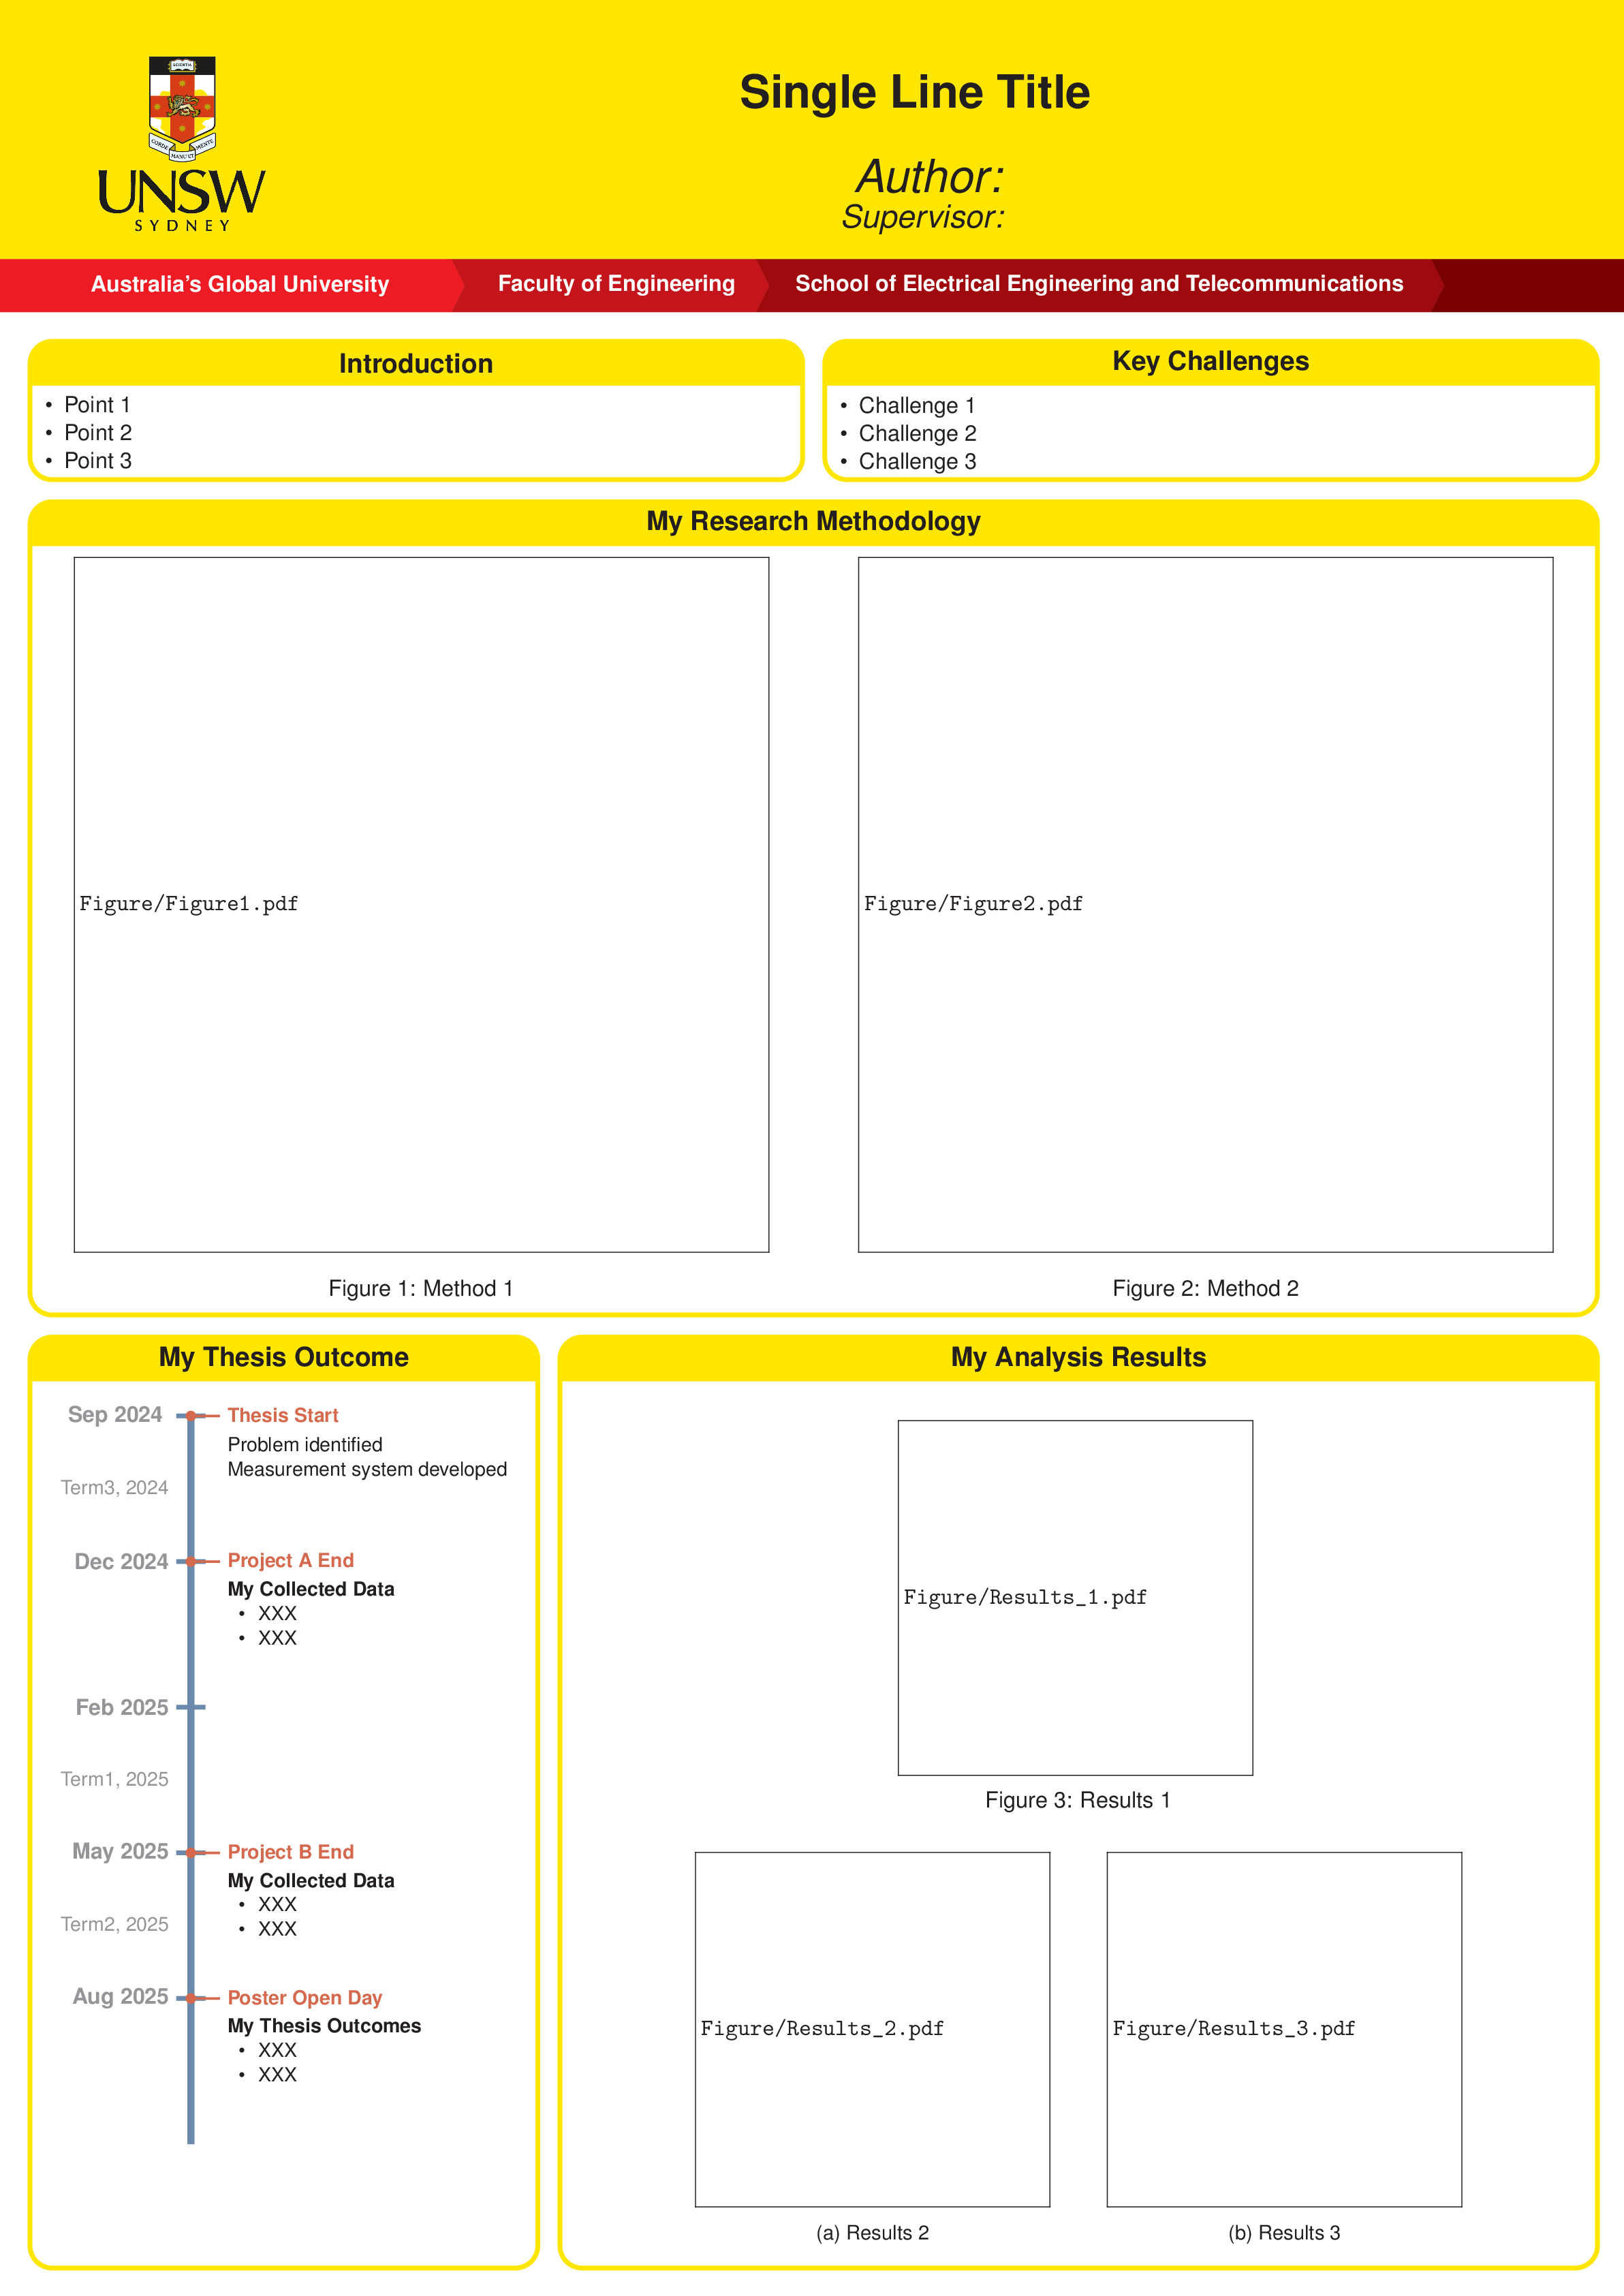 SCIENTIA
CORDE
MANU ET
MENTE
UNSW
SYDNEY
Single Line Title
Author:
Supervisor:
Australia's Global University
Faculty of Engineering
School of Electrical Engineering and Telecommunications
Introduction
• Point 1
• Point 2
• Point 3
Key Challenges
• Challenge 1
• Challenge 2
• Challenge 3
My Research Methodology
Figure/Figure1.pdf
Figure 1: Method 1
Figure/Figure2.pdf
Figure 2: Method 2
My Thesis Outcome
Sep 2024
Thesis Start
Problem identified
Measurement system developed
Term3, 2024
Dec 2024
Project A End
My Collected Data
• XXX
• XXX
Feb 2025
Term1, 2025
May 2025
Project B End
My Collected Data
• XXX
• XXX
Term2, 2025
Aug 2025
Poster Open Day
My Thesis Outcomes
• XXX
• XXX
My Analysis Results
Figure/Results_1.pdf
Figure 3: Results 1
Figure/Results_2.pdf
(a) Results 2
Figure/Results_3.pdf
(b) Results 3